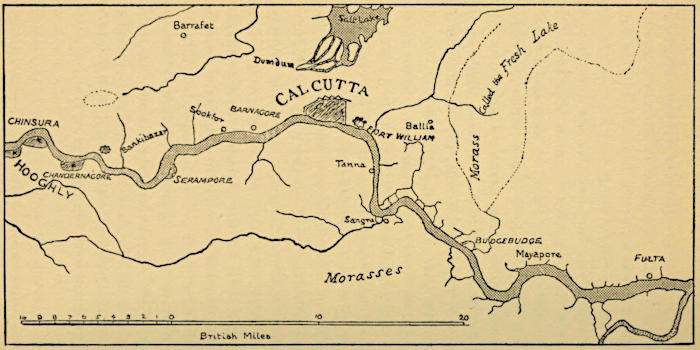 Barrafet
Salt Lake
Dumdum
Called the Fresh Lake
CALCUTTA
CHINSURA
Bankibazar
Sookfor
BARNAGORE
FORT WILLIAM
Ballia
Morass
HOOGHLY
CHANDERNAGORE
SERAMPORE
Tanna
Sangra
BUDGEBUDGE
Mayapore
FULTA
Morasses
10 9 8 7 6 5 4 3 2 1 0 10 20
British Miles